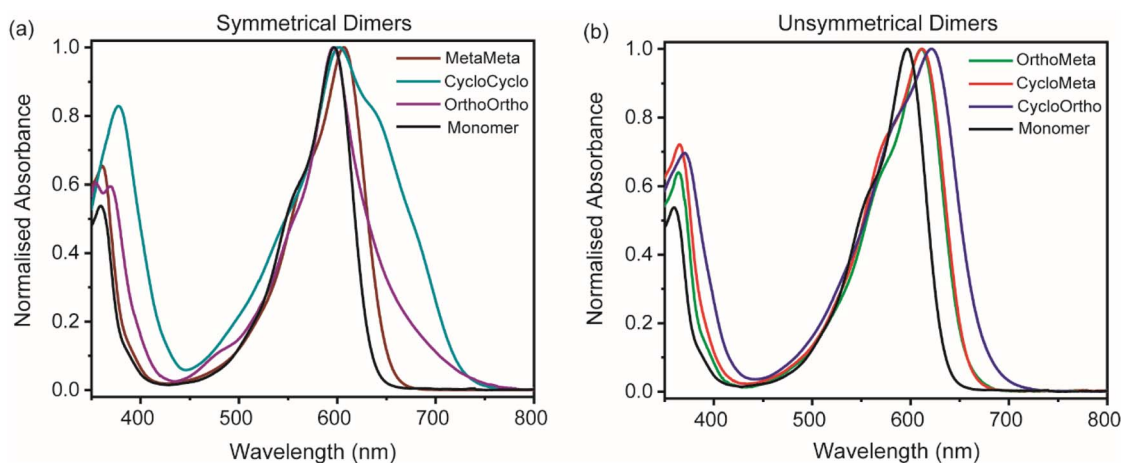 (a)
Symmetrical Dimers
1.0
0.8
0.6
0.4
0.2
0.0
Normalised Absorbance
MetaMeta
CycloCyclo
OrthoOrtho
Monomer
400
500
600
700
800
Wavelength (nm)
(b)
Unsymmetrical Dimers
1.0
0.8
0.6
0.4
0.2
0.0
Normalised Absorbance
OrthoMeta
CycloMeta
CycloOrtho
Monomer
400
500
600
700
800
Wavelength (nm)